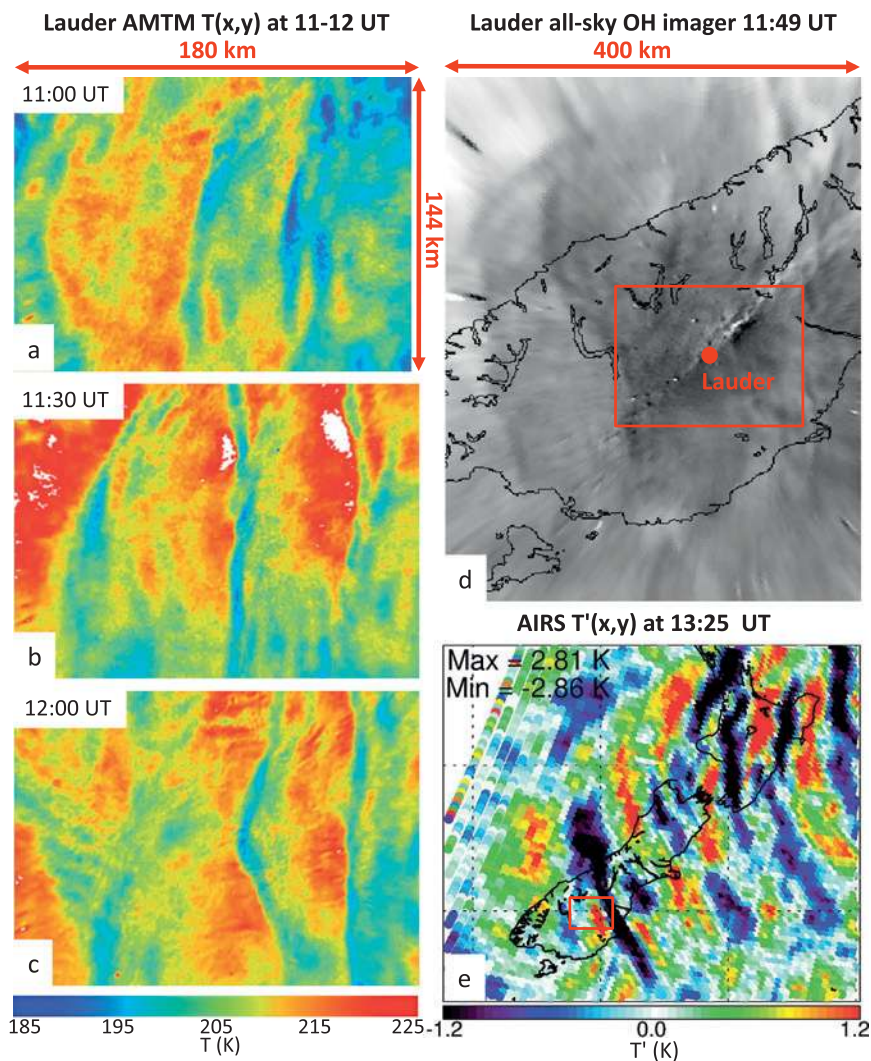 Lauder AMTM T(x,y) at 11-12 UT
180 km
11:00 UT
144 km
a
11:30 UT
b
12:00 UT
c
185 195 205 215 225
T (K)
Lauder all-sky OH imager 11:49 UT
400 km
Lauder
d
AIRS T'(x,y) at 13:25 UT
Max = 2.81 K
Min = -2.86 K
e
-1.2 0.0 1.2
T' (K)